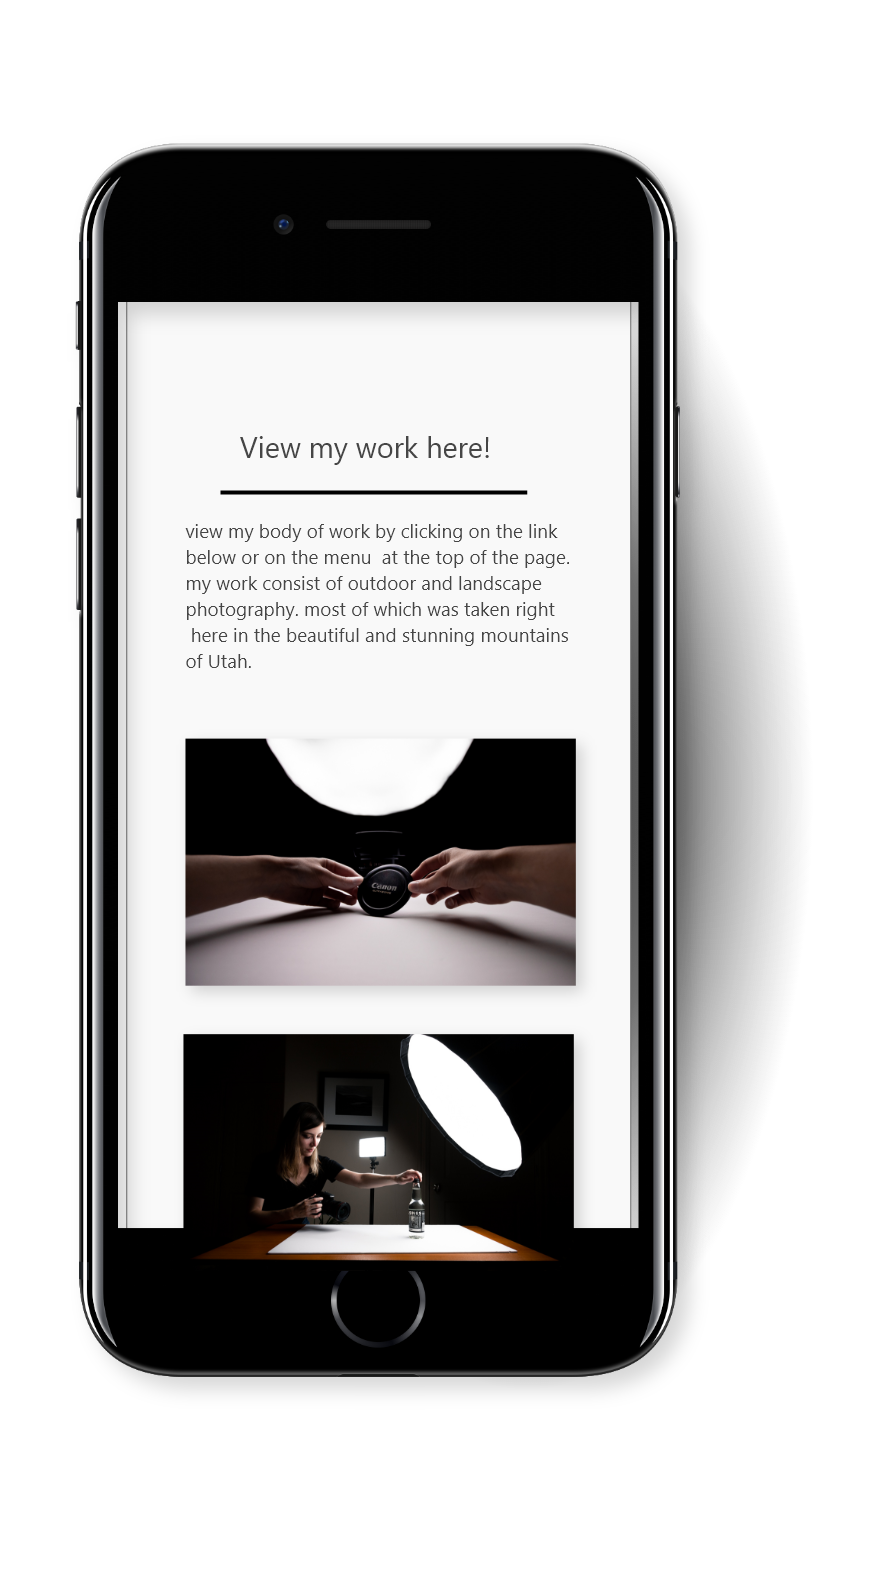 View my work here!
view my body of work by clicking on the link
below or on the menu  at the top of the page.
my work consist of outdoor and landscape
photography. most of which was taken right
here in the beautiful and stunning mountains
of Utah.
Canon